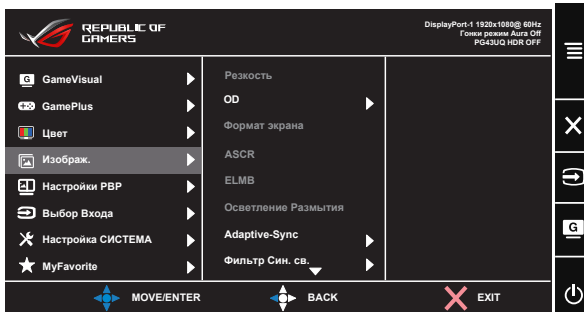 REPUBLIC OF
GAMERS
DisplayPort-1 1920x1080@ 60Hz
Гонки режим Aura Off
PG43UQ HDR OFF
G GameVisual
GamePlus
Цвет
Изображ.
Настройки PBP
Выбор Входа
Настройка СИСТЕМА
MyFavorite
Резкость
OD
Формат экрана
ASCR
ELMB
Осветление Размытия
Adaptive-Sync
Фильтр Син. св.
G
MOVE/ENTER
BACK
EXIT